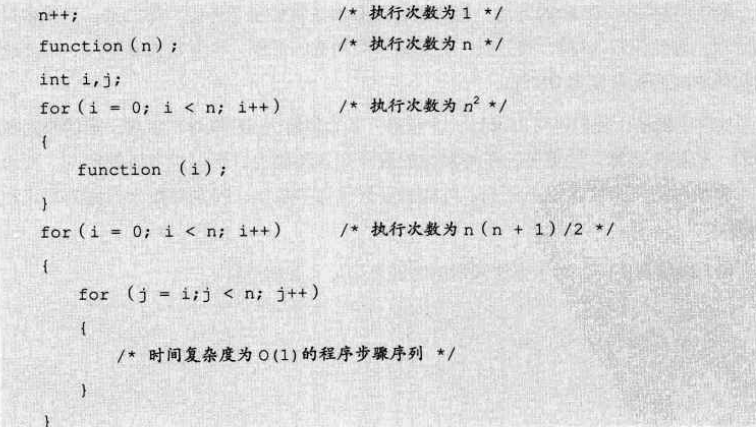 n++; /* 执行次数为 1 */
function(n); /* 执行次数为 n */
int i,j;
for(i = 0; i < n; i++) /* 执行次数为 n² */
{
function (i);
}
for(i = 0; i < n; i++) /* 执行次数为 n(n + 1)/2 */
{
for (j = i;j < n; j++)
{
/* 时间复杂度为 O(1)的程序步骤序列 */
}
}